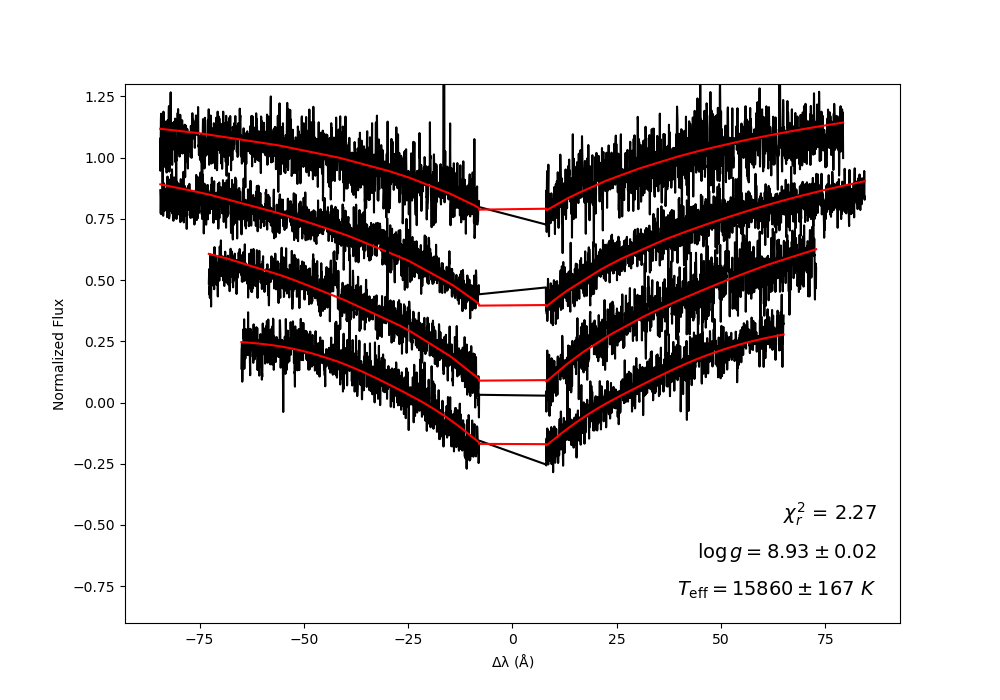 1.25
1.00
0.75
0.50
0.25
0.00
−0.25
−0.50
−0.75
Normalized Flux
χ²ᵣ = 2.27
log g = 8.93 ± 0.02
T_eff = 15860 ± 167 K
−75 −50 −25 0 25 50 75
Δλ (Å)